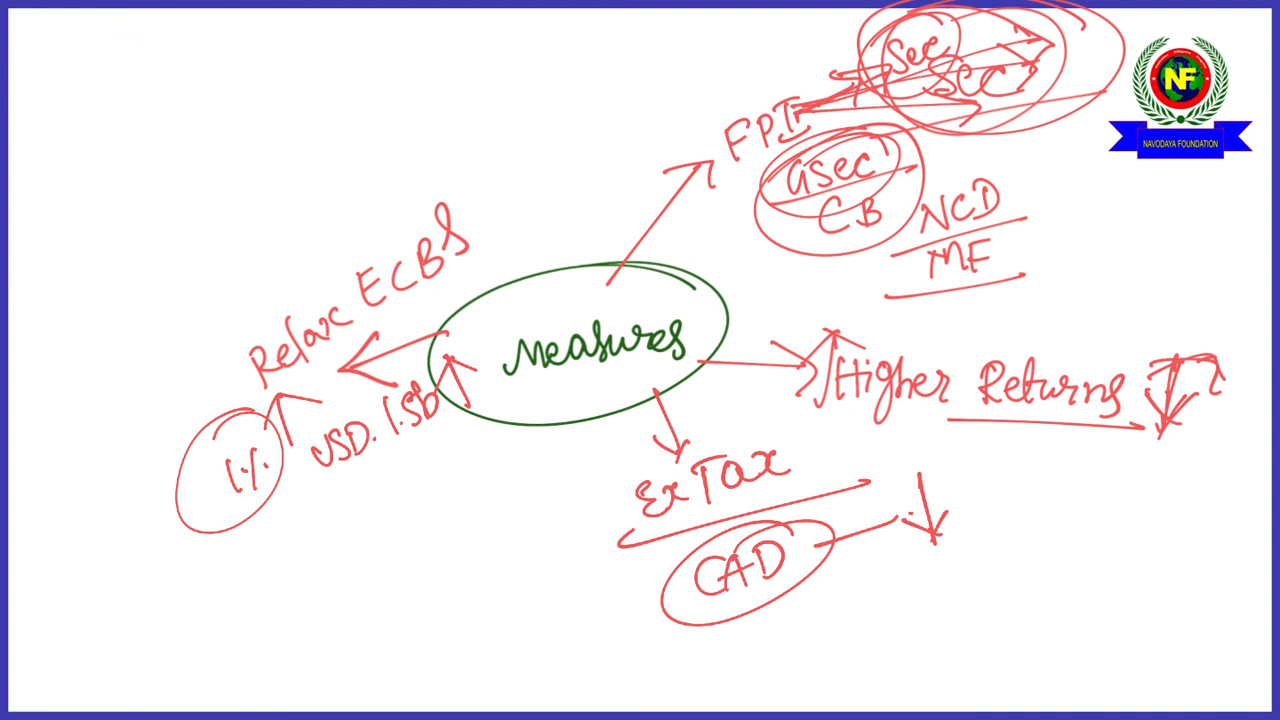 Sec
Sec
NF
NAVODAYA FOUNDATION
FPI
GSec
CB
NCD
MF
Relax ECBs
Measures
Higher Returns
1%
USD. 1.5b
Ex Tax
CAD